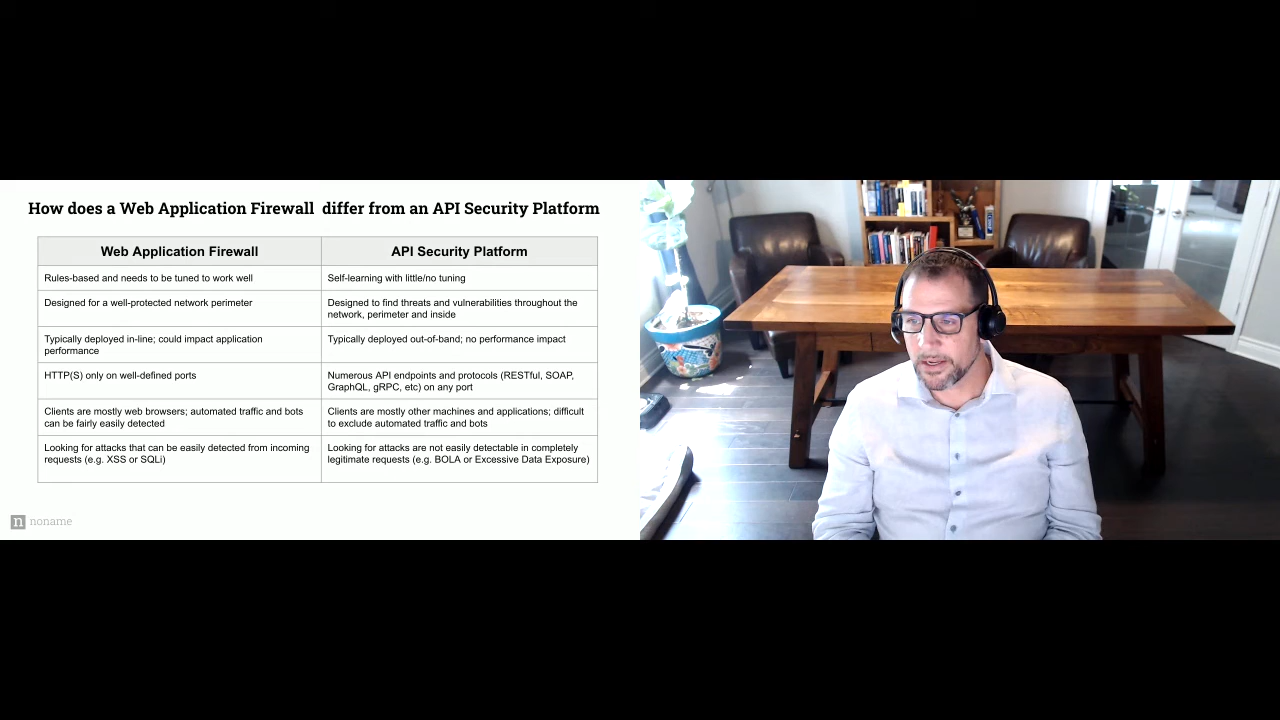 How does a Web Application Firewall  differ from an API Security Platform
Web Application Firewall
API Security Platform
Rules-based and needs to be tuned to work well
Self-learning with little/no tuning
Designed for a well-protected network perimeter
Designed to find threats and vulnerabilities throughout the
network, perimeter and inside
Typically deployed in-line; could impact application
performance
Typically deployed out-of-band; no performance impact
HTTP(S) only on well-defined ports
Numerous API endpoints and protocols (RESTful, SOAP,
GraphQL, gRPC, etc) on any port
Clients are mostly web browsers; automated traffic and bots
can be fairly easily detected
Clients are mostly other machines and applications; difficult
to exclude automated traffic and bots
Looking for attacks that can be easily detected from incoming
requests (e.g. XSS or SQLi)
Looking for attacks are not easily detectable in completely
legitimate requests (e.g. BOLA or Excessive Data Exposure)
n noname